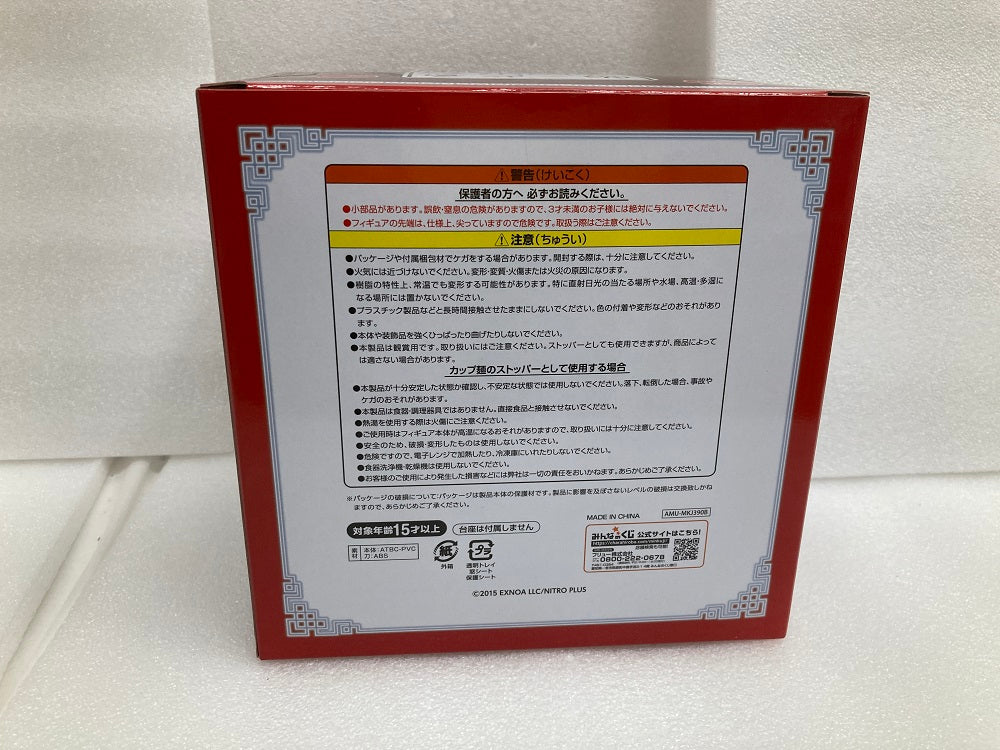 ⚠警告(けいこく)
保護者の方へ 必ずお読みください。
●小部品があります。誤飲・窒息の危険がありますので、3才未満のお子様には絶対に与えないでください。
●フィギュアの先端は、仕様上、尖っていますので危険です。取扱う際はご注意ください。
⚠注意(ちゅうい)
●パッケージや付属梱包材でケガをする場合があります。開封する際は、十分に注意してください。
●火気には近づけないでください。変形・変質・火傷または火災の原因になります。
●樹脂の特性上、常温でも変形する可能性があります。特に直射日光の当たる場所や水場、高温・多湿に
なる場所には置かないでください。
●プラスチック製品などと長時間接触させたままにしないでください。色の付着や変形などのおそれがあり
ます。
●本体や装飾品を強くひっぱったり曲げたりしないでください。
●本製品は観賞用です。取り扱いにはご注意ください。ストッパーとしても使用できますが、商品によって
は適さない場合があります。
カップ麺のストッパーとして使用する場合
●本製品が十分安定した状態か確認し、不安定な状態では使用しないでください。落下、転倒した場合、事故や
ケガのおそれがあります。
●本製品は食器・調理器具ではありません。直接食品と接触させないでください。
●熱湯を使用する際は火傷にご注意ください。
●ご使用時はフィギュア本体が高温になるおそれがありますので、取り扱いには十分に注意してください。
●安全のため、破損・変形したものは使用しないでください。
●危険ですので、電子レンジで加熱したり、冷凍庫にいれたりしないでください。
●食器洗浄機・乾燥機は使用しないでください。
●お客様のご使用により発生した損害などには弊社は一切の責任をおいかねます。あらかじめご了承ください。
※パッケージの破損について:パッケージは製品本体の保護材です。製品に影響を及ぼさないレベルの破損は交換致しかね
ますので、あらかじめご了承ください。
MADE IN CHINA
AMU-MKJ390B
対象年齢15才以上
台座は付属しません
素材
本体:ATBC-PVC
刀:ABS
紙
外箱
プラ
透明トレイ
窓シート
保護シート
みんなのくじ 公式サイトはこちら!
店舗検索も可能!
フリュー株式会社
0800-222-0678
©2015 EXNOA LLC/NITRO PLUS